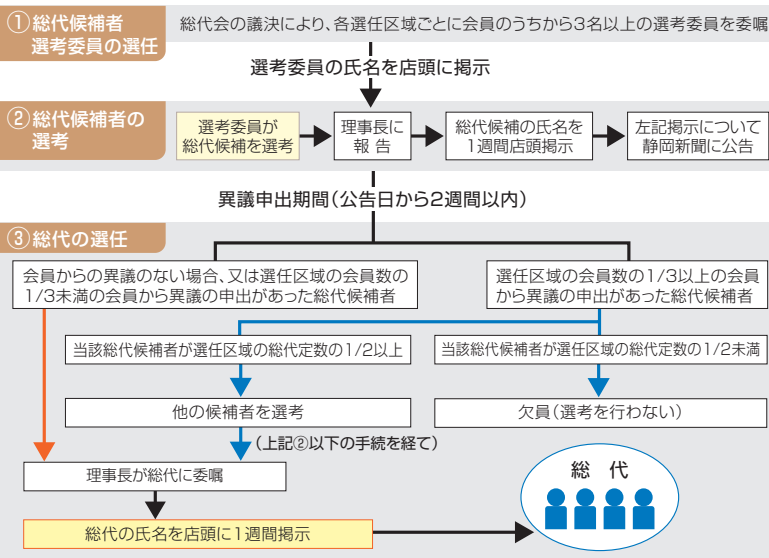 ①総代候補者
選考委員の選任
総代会の議決により、各選任区域ごとに会員のうちから3名以上の選考委員を委嘱
選考委員の氏名を店頭に掲示
②総代候補者の
選考
選考委員が
総代候補を選考
理事長に
報 告
総代候補の氏名を
1週間店頭掲示
左記掲示について
静岡新聞に公告
異議申出期間(公告日から2週間以内)
③総代の選任
会員からの異議のない場合、又は選任区域の会員数の
1/3未満の会員から異議の申出があった総代候補者
選任区域の会員数の1/3以上の会員
から異議の申出があった総代候補者
当該総代候補者が選任区域の総代定数の1/2以上
当該総代候補者が選任区域の総代定数の1/2未満
他の候補者を選考
欠員(選考を行わない)
(上記②以下の手続を経て)
理事長が総代に委嘱
総 代
総代の氏名を店頭に1週間掲示